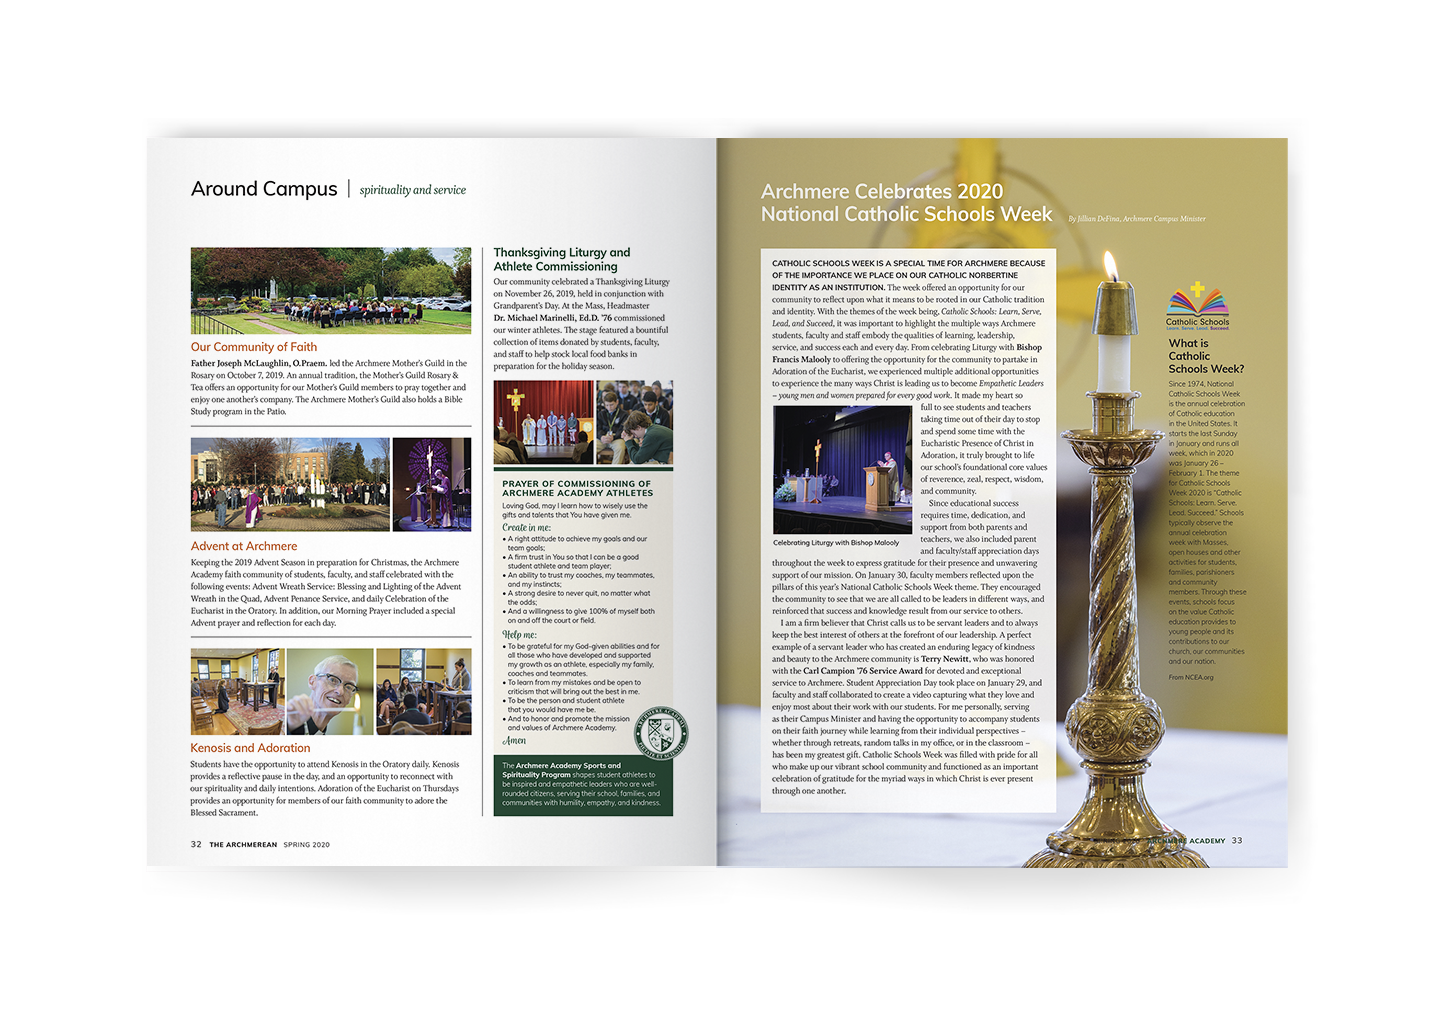 Around Campus | spirituality and service
Our Community of Faith
Father Joseph McLaughlin, O.Praem. led the Archmere Mother's Guild in the
Rosary on October 7, 2019. An annual tradition, the Mother's Guild Rosary &
Tea offers an opportunity for our Mother's Guild members to pray together and
enjoy one another's company. The Archmere Mother's Guild also holds a Bible
Study program in the Patio.
Advent at Archmere
Keeping the 2019 Advent Season in preparation for Christmas, the Archmere
Academy faith community of students, faculty, and staff celebrated with the
following events: Advent Wreath Service: Blessing and Lighting of the Advent
Wreath in the Quad, Advent Penance Service, and daily Celebration of the
Eucharist in the Oratory. In addition, our Morning Prayer included a special
Advent prayer and reflection for each day.
Kenosis and Adoration
Students have the opportunity to attend Kenosis in the Oratory daily. Kenosis
provides a reflective pause in the day, and an opportunity to reconnect with
our spirituality and daily intentions. Adoration of the Eucharist on Thursdays
provides an opportunity for members of our faith community to adore the
Blessed Sacrament.
Thanksgiving Liturgy and
Athlete Commissioning
Our community celebrated a Thanksgiving Liturgy
on November 26, 2019, held in conjunction with
Grandparent's Day. At the Mass, Headmaster
Dr. Michael Marinelli, Ed.D. '76 commissioned
our winter athletes. The stage featured a bountiful
collection of items donated by students, faculty,
and staff to help stock local food banks in
preparation for the holiday season.
PRAYER OF COMMISSIONING OF
ARCHMERE ACADEMY ATHLETES
Loving God, may I learn how to wisely use the
gifts and talents that You have given me.
Create in me:
• A right attitude to achieve my goals and our
team goals;
• A firm trust in You so that I can be a good
student athlete and team player;
• An ability to trust my coaches, my teammates,
and my instincts;
• A strong desire to never quit, no matter what
the odds;
• And a willingness to give 100% of myself both
on and off the court or field.
Help me:
• To be grateful for my God-given abilities and for
all those who have developed and supported
my growth as an athlete, especially my family,
coaches and teammates.
• To learn from my mistakes and be open to
criticism that will bring out the best in me.
• To be the person and student athlete
that you would have me be.
• And to honor and promote the mission
and values of Archmere Academy.
Amen
ARCHMERE ACADEMY
The Archmere Academy Sports and
Spirituality Program shapes student athletes to
be inspired and empathetic leaders who are well-
rounded citizens, serving their school, families, and
communities with humility, empathy, and kindness.
32 THE ARCHMEREAN SPRING 2020
Archmere Celebrates 2020
National Catholic Schools Week
By Jillian DeFina, Archmere Campus Minister
CATHOLIC SCHOOLS WEEK IS A SPECIAL TIME FOR ARCHMERE BECAUSE
OF THE IMPORTANCE WE PLACE ON OUR CATHOLIC NORBERTINE
IDENTITY AS AN INSTITUTION. The week offered an opportunity for our
community to reflect upon what it means to be rooted in our Catholic tradition
and identity. With the themes of the week being, Catholic Schools: Learn, Serve,
Lead, and Succeed, it was important to highlight the multiple ways Archmere
students, faculty and staff embody the qualities of learning, leadership,
service, and success each and every day. From celebrating Liturgy with Bishop
Francis Malooly to offering the opportunity for the community to partake in
Adoration of the Eucharist, we experienced multiple additional opportunities
to experience the many ways Christ is leading us to become Empathetic Leaders
– young men and women prepared for every good work. It made my heart so
full to see students and teachers
taking time out of their day to stop
and spend some time with the
Eucharistic Presence of Christ in
Adoration, it truly brought to life
our school's foundational core values
of reverence, zeal, respect, wisdom,
and community.
Since educational success
requires time, dedication, and
support from both parents and
teachers, we also included parent
and faculty/staff appreciation days
Celebrating Liturgy with Bishop Malooly
throughout the week to express gratitude for their presence and unwavering
support of our mission. On January 30, faculty members reflected upon the
pillars of this year's National Catholic Schools Week theme. They encouraged
the community to see that we are all called to be leaders in different ways, and
reinforced that success and knowledge result from our service to others.
I am a firm believer that Christ calls us to be servant leaders and to always
keep the best interest of others at the forefront of our leadership. A perfect
example of a servant leader who has created an enduring legacy of kindness
and beauty to the Archmere community is Terry Newitt, who was honored
with the Carl Campion '76 Service Award for devoted and exceptional
service to Archmere. Student Appreciation Day took place on January 29, and
faculty and staff collaborated to create a video capturing what they love and
enjoy most about their work with our students. For me personally, serving
as their Campus Minister and having the opportunity to accompany students
on their faith journey while learning from their individual perspectives –
whether through retreats, random talks in my office, or in the classroom –
has been my greatest gift. Catholic Schools Week was filled with pride for all
who make up our vibrant school community and functioned as an important
celebration of gratitude for the myriad ways in which Christ is ever present
through one another.
Catholic Schools
Learn. Serve. Lead. Succeed.
What is
Catholic
Schools Week?
Since 1974, National
Catholic Schools Week
is the annual celebration
of Catholic education
in the United States. It
starts the last Sunday
in January and runs all
week, which in 2020
was January 26 –
February 1. The theme
for Catholic Schools
Week 2020 is "Catholic
Schools: Learn. Serve.
Lead. Succeed." Schools
typically observe the
annual celebration
week with Masses,
open houses and other
activities for students,
families, parishioners
and community
members. Through these
events, schools focus
on the value Catholic
education provides to
young people and its
contributions to our
church, our communities
and our nation.
From NCEA.org
ARCHMERE ACADEMY 33